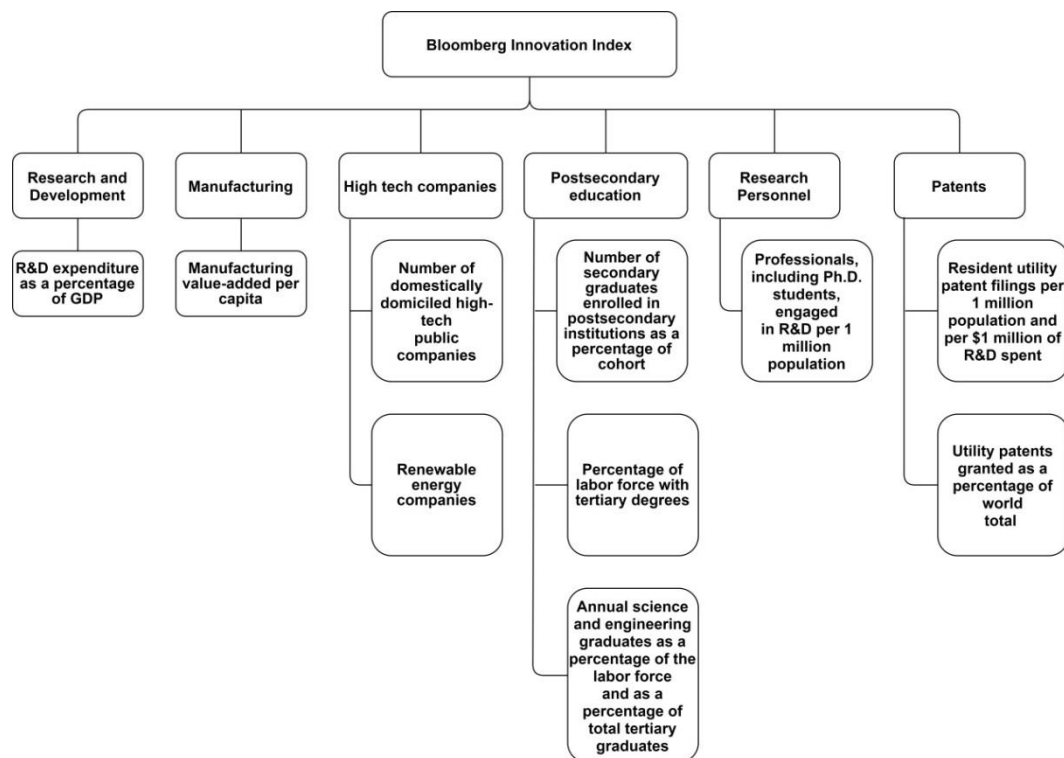 Bloomberg Innovation Index
Research and
Development
Manufacturing
High tech companies
Postsecondary
education
Research
Personnel
Patents
R&D expenditure
as a percentage
of GDP
Manufacturing
value-added per
capita
Number of
domestically
domiciled high-
tech
public
companies
Number of
secondary
graduates
enrolled in
postsecondary
institutions as a
percentage of
cohort
Professionals,
including Ph.D.
students,
engaged
in R&D per 1
million
population
Resident utility
patent filings per
1 million
population and
per $1 million of
R&D spent
Renewable
energy
companies
Percentage of
labor force with
tertiary degrees
Utility patents
granted as a
percentage of
world
total
Annual science
and engineering
graduates as a
percentage of the
labor force
and as a
percentage of
total tertiary
graduates